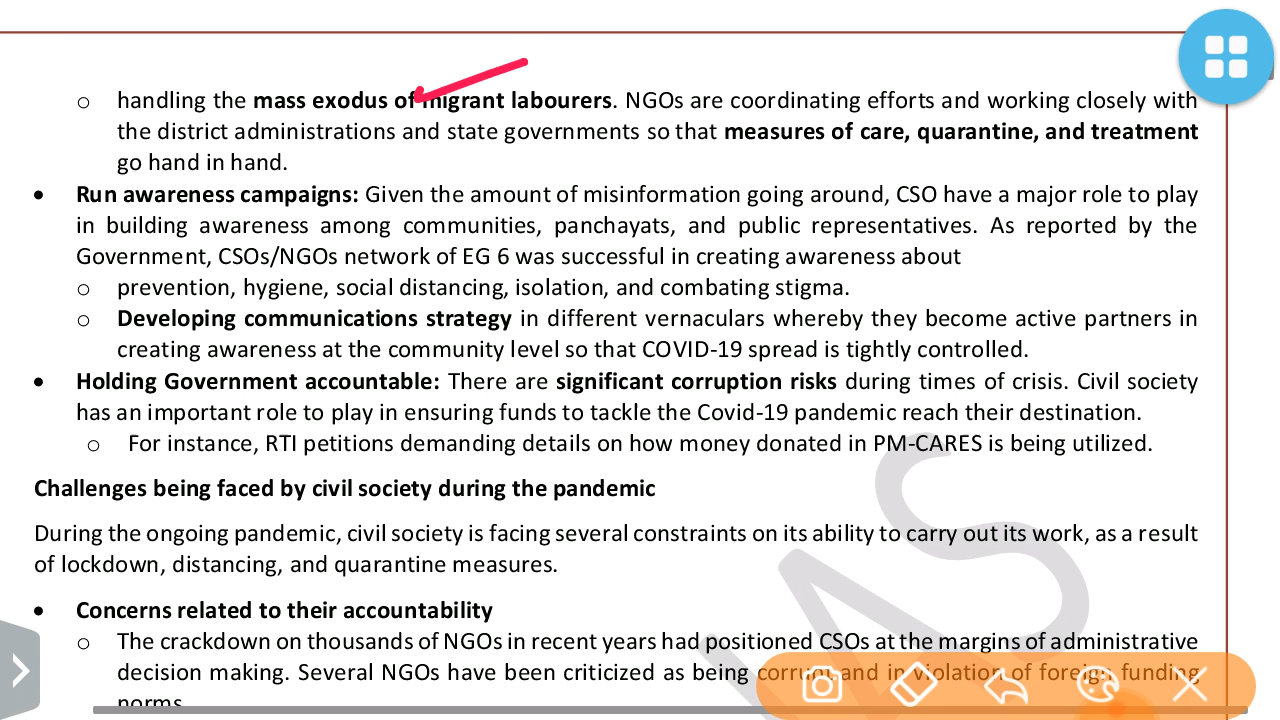 o handling the mass exodus of migrant labourers. NGOs are coordinating efforts and working closely with
the district administrations and state governments so that measures of care, quarantine, and treatment
go hand in hand.
• Run awareness campaigns: Given the amount of misinformation going around, CSO have a major role to play
in building awareness among communities, panchayats, and public representatives. As reported by the
Government, CSOs/NGOs network of EG 6 was successful in creating awareness about
o prevention, hygiene, social distancing, isolation, and combating stigma.
o Developing communications strategy in different vernaculars whereby they become active partners in
creating awareness at the community level so that COVID-19 spread is tightly controlled.
• Holding Government accountable: There are significant corruption risks during times of crisis. Civil society
has an important role to play in ensuring funds to tackle the Covid-19 pandemic reach their destination.
o For instance, RTI petitions demanding details on how money donated in PM-CARES is being utilized.
Challenges being faced by civil society during the pandemic
During the ongoing pandemic, civil society is facing several constraints on its ability to carry out its work, as a result
of lockdown, distancing, and quarantine measures.
• Concerns related to their accountability
o The crackdown on thousands of NGOs in recent years had positioned CSOs at the margins of administrative
decision making. Several NGOs have been criticized as being corrupt and in violation of foreign funding
norms